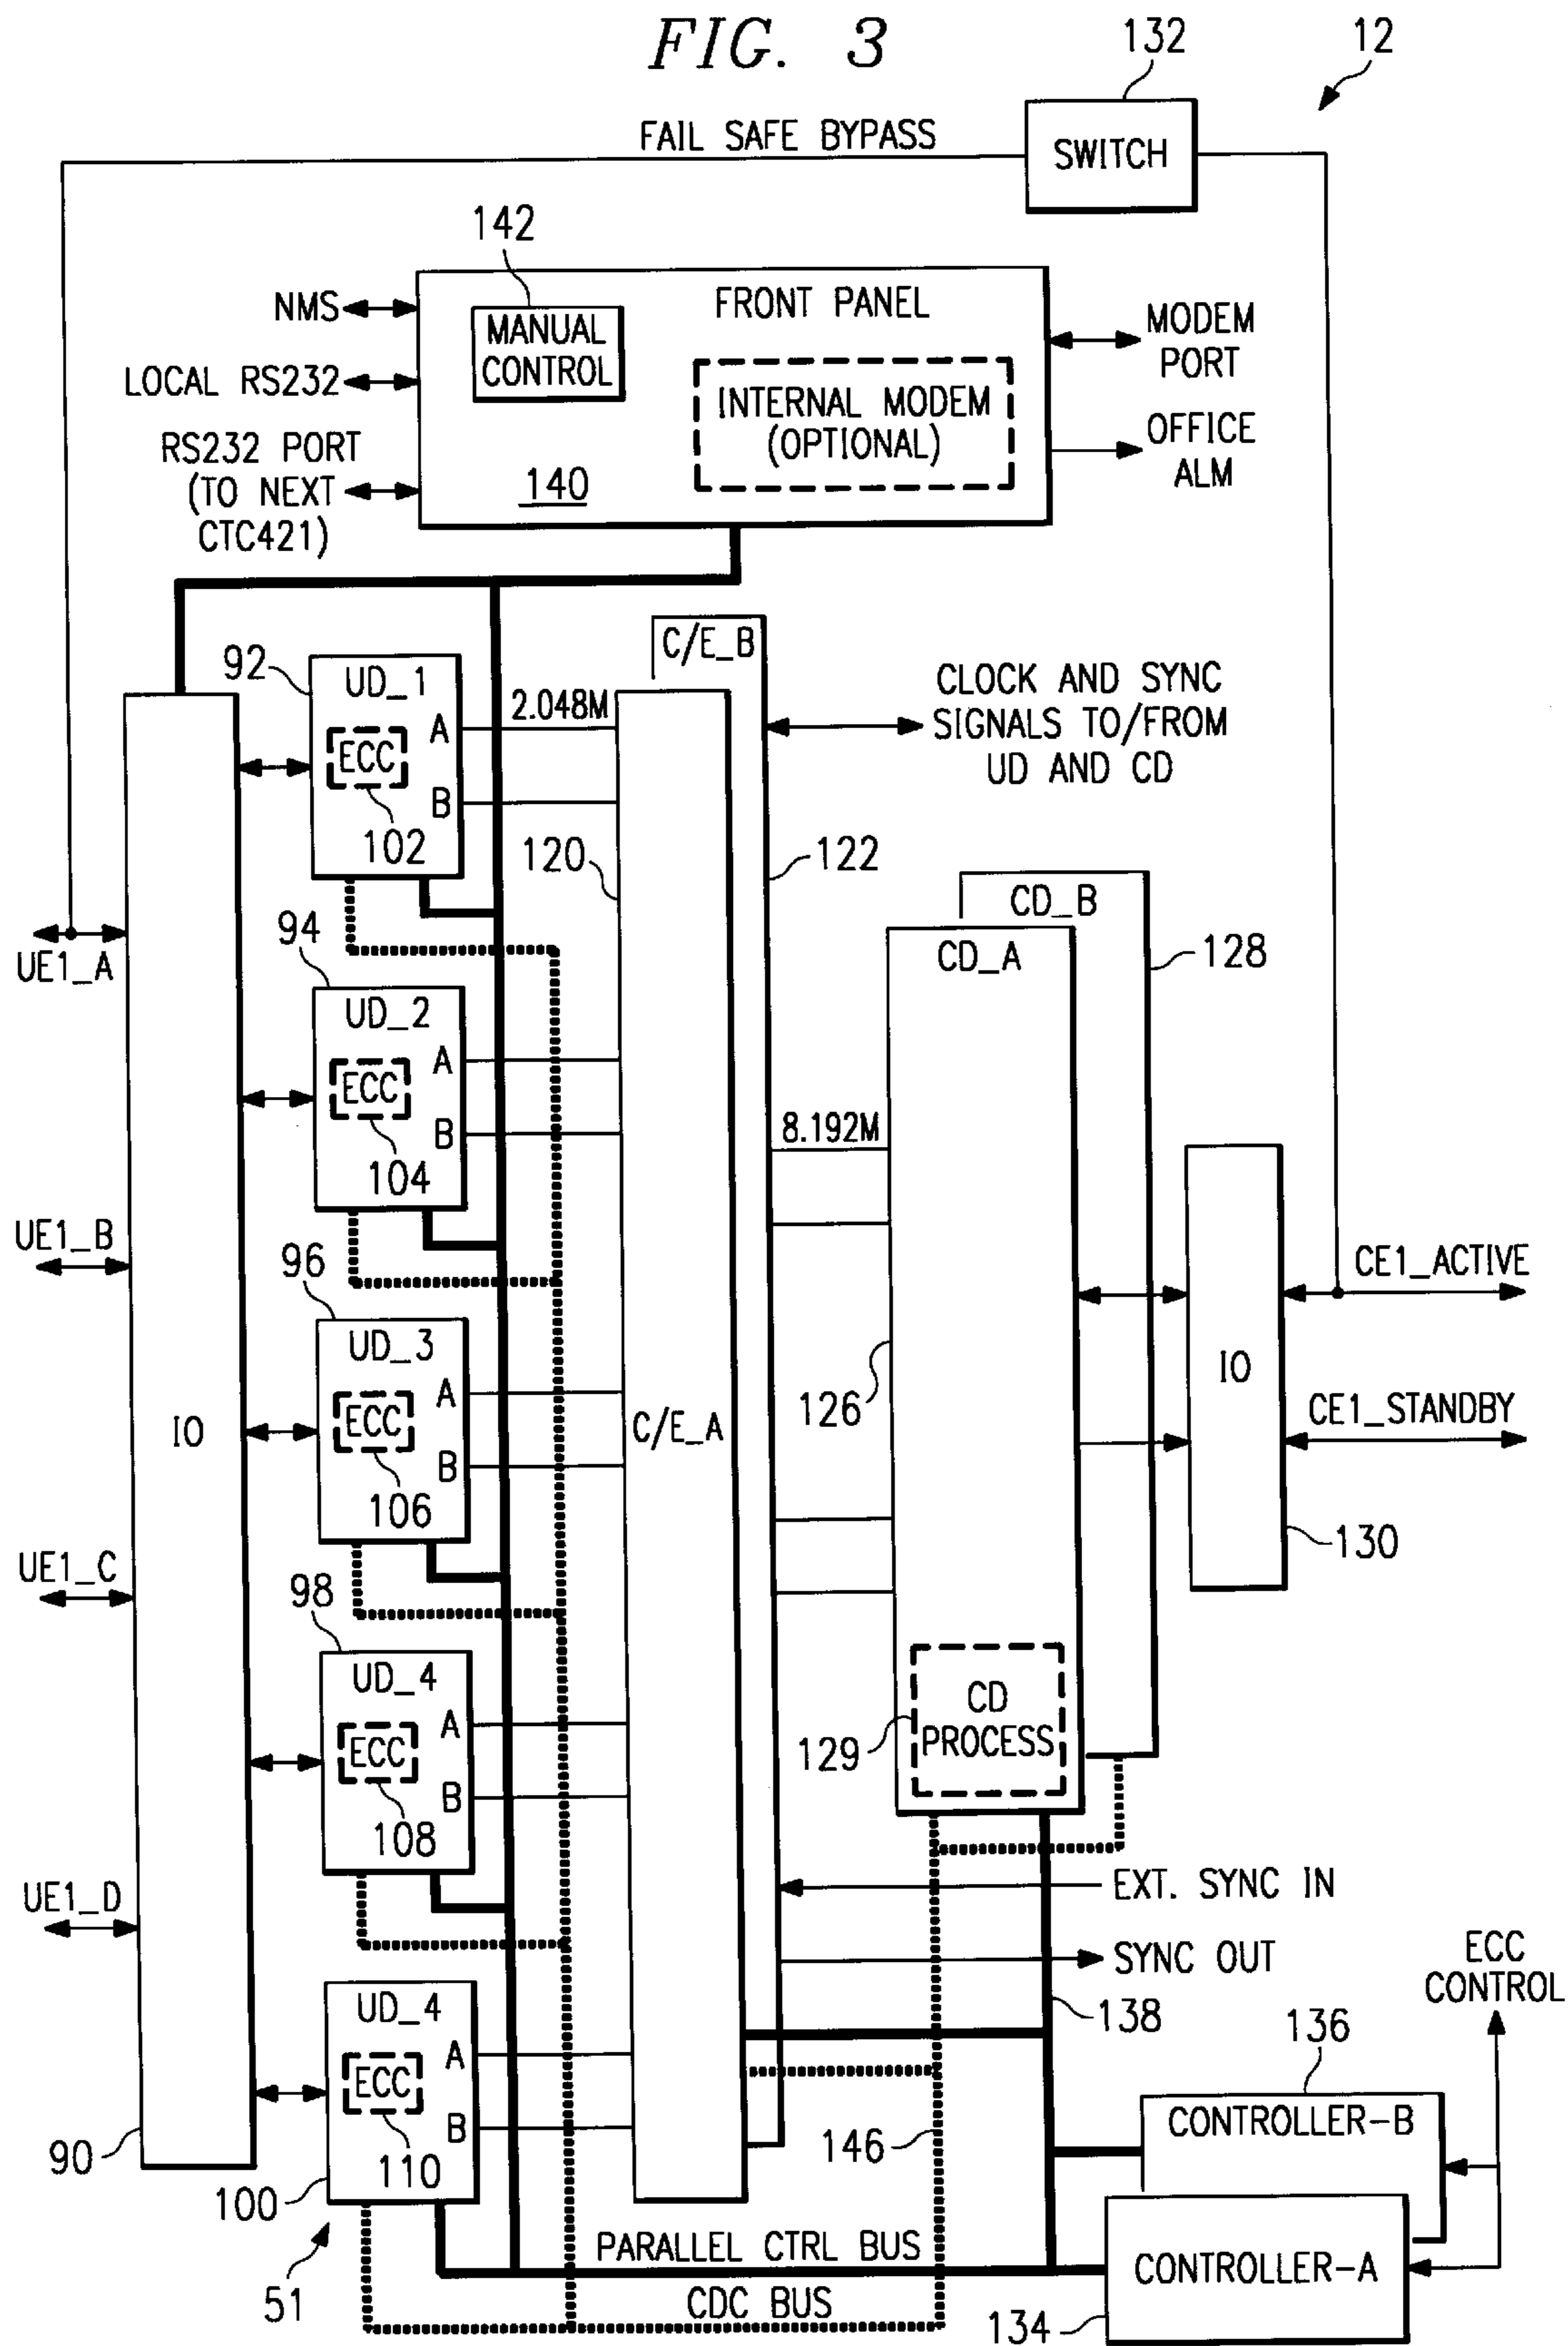 FIG. 3
132
12
FAIL SAFE BYPASS
SWITCH
142
NMS
MANUAL
CONTROL
FRONT PANEL
MODEM
PORT
LOCAL RS232
INTERNAL MODEM
(OPTIONAL)
RS232 PORT
(TO NEXT
CTC421)
140
OFFICE
ALM
C/E_B
92
UD_1
ECC
A
B
102
2.048M
CLOCK AND SYNC
SIGNALS TO/FROM
UD AND CD
120
122
CD_B
UE1_A
94
UD_2
ECC
A
B
104
CD_A
128
8.192M
UE1_B
96
UD_3
ECC
A
B
106
IO
C/E_A
126
IO
CE1_ACTIVE
CE1_STANDBY
130
UE1_C
98
UD_4
ECC
A
B
108
129
CD
PROCESS
UE1_D
EXT. SYNC IN
SYNC OUT
ECC
CONTROL
UD_4
ECC
A
B
110
138
136
CONTROLLER-B
90
100
146
51
PARALLEL CTRL BUS
CDC BUS
CONTROLLER-A
134